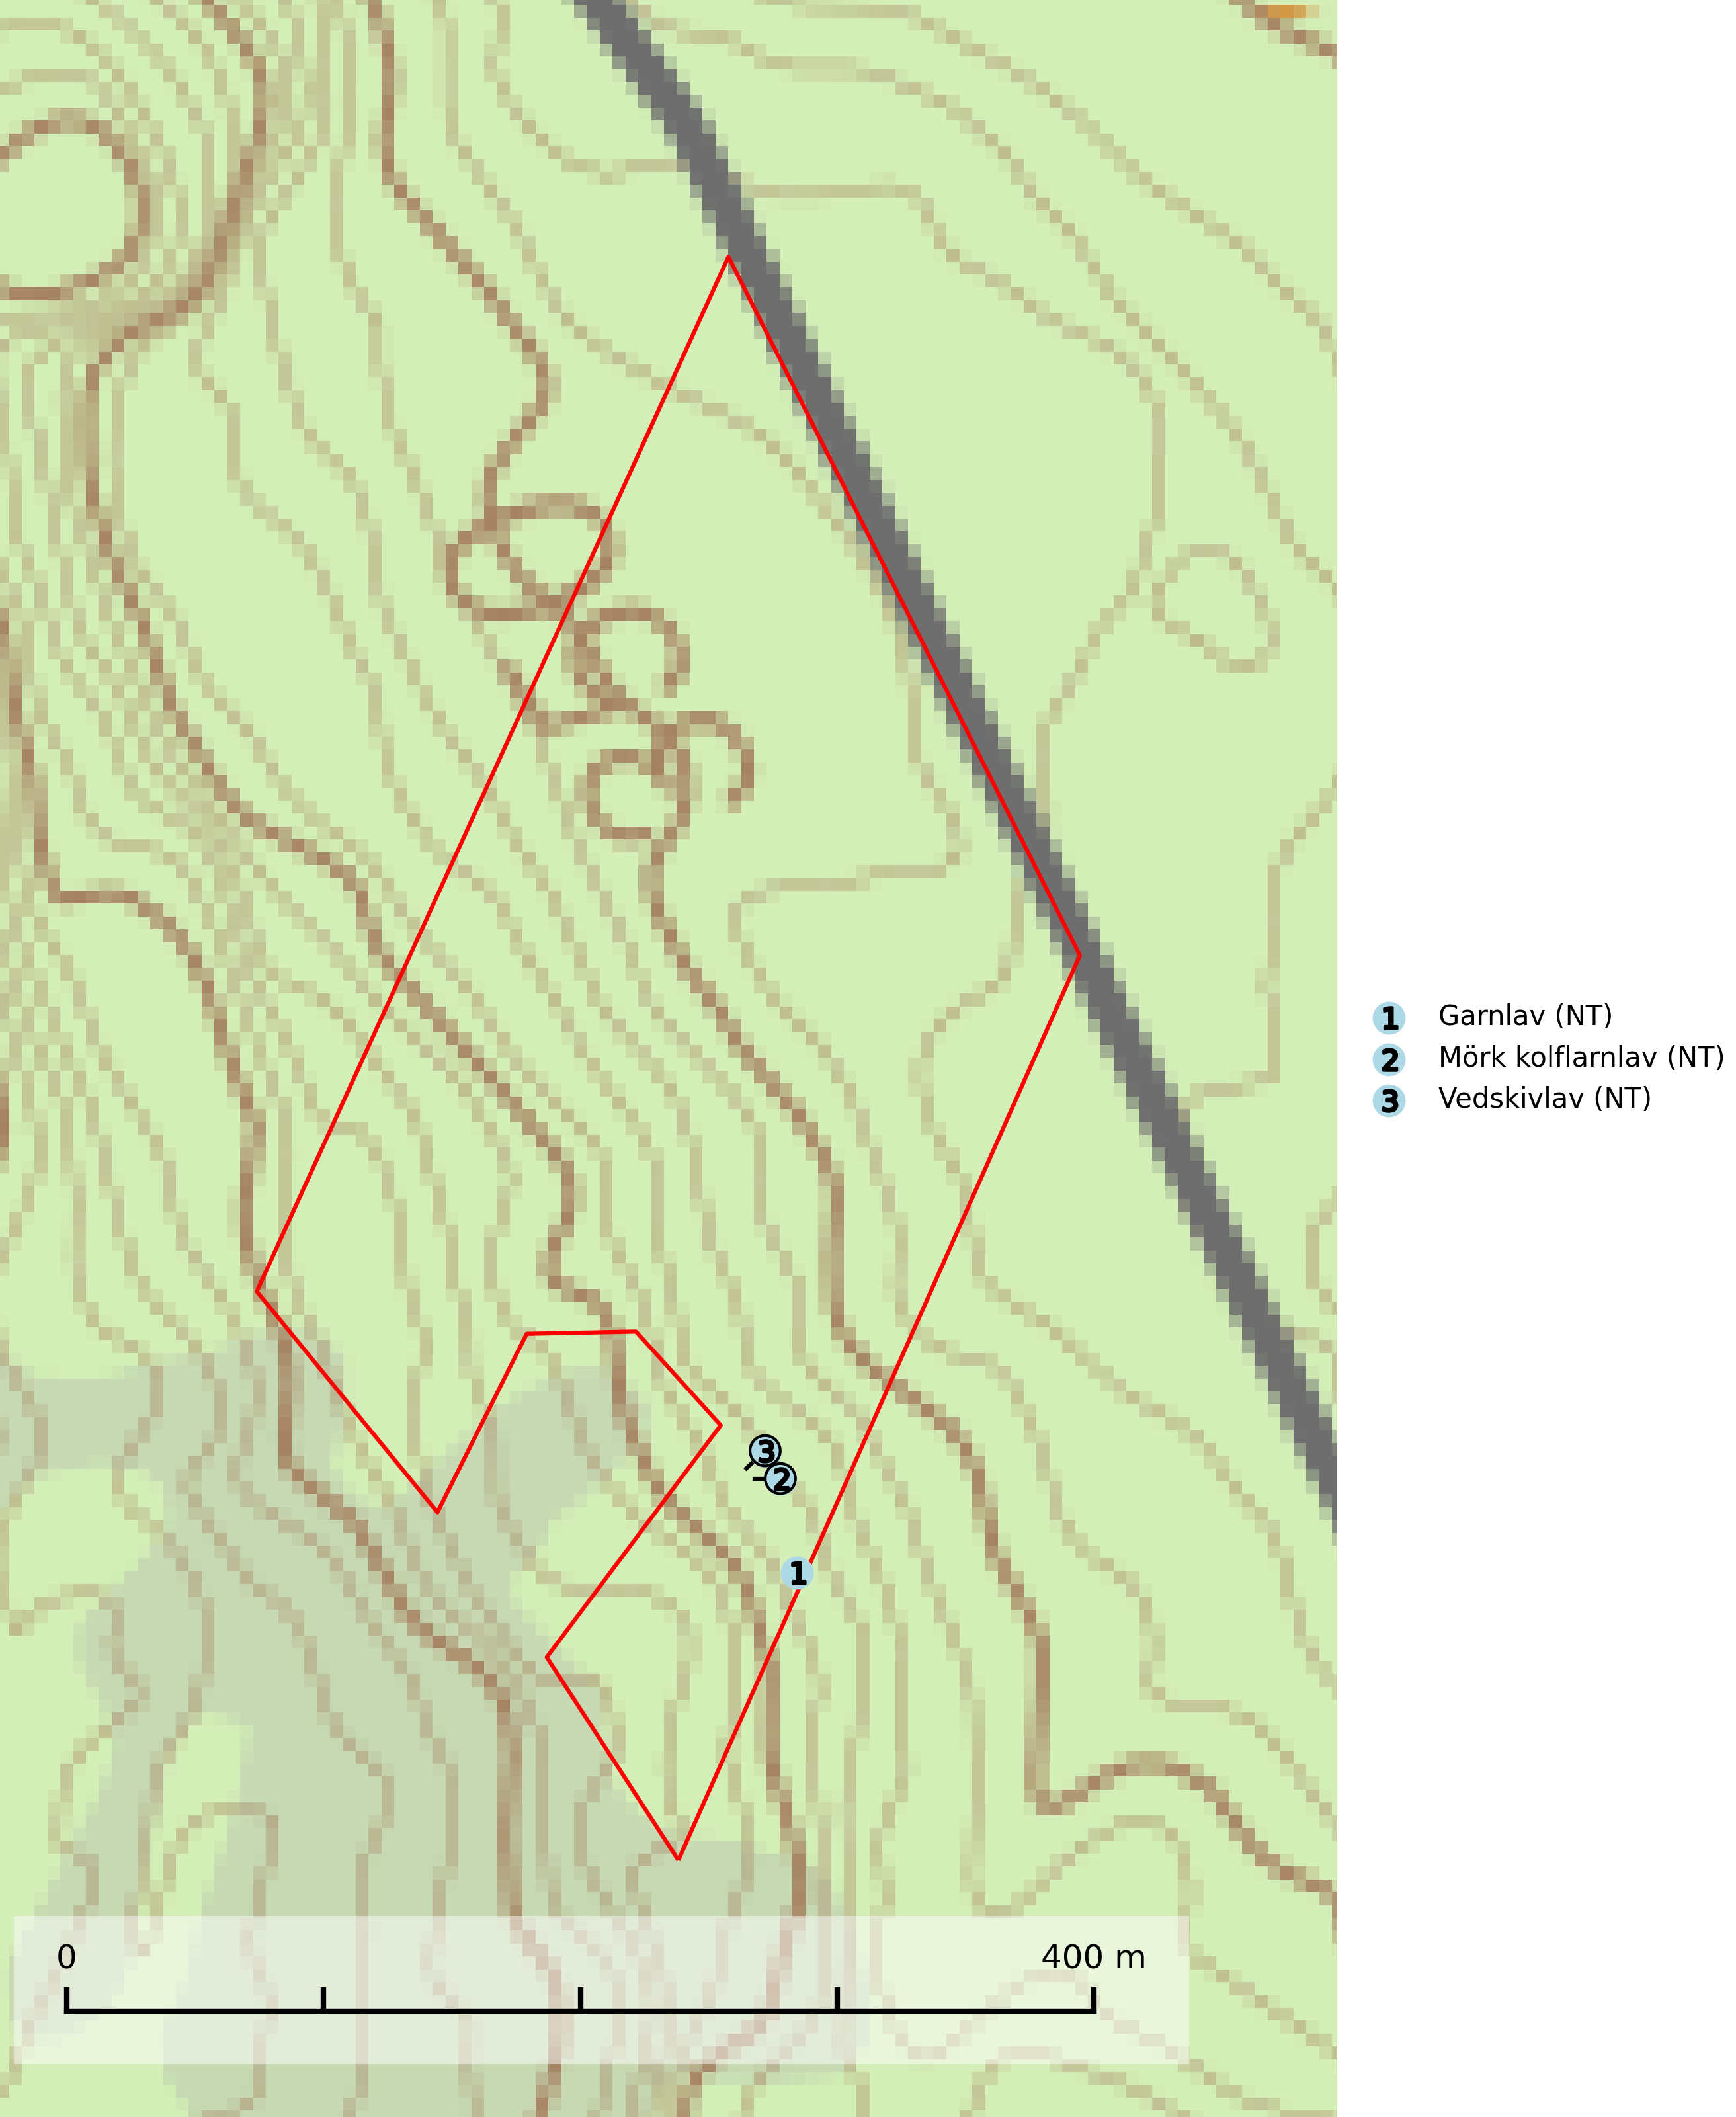 1 Garnlav (NT)
2 Mörk kolflarnlav (NT)
3 Vedskivlav (NT)
3
2
1
0 400 m